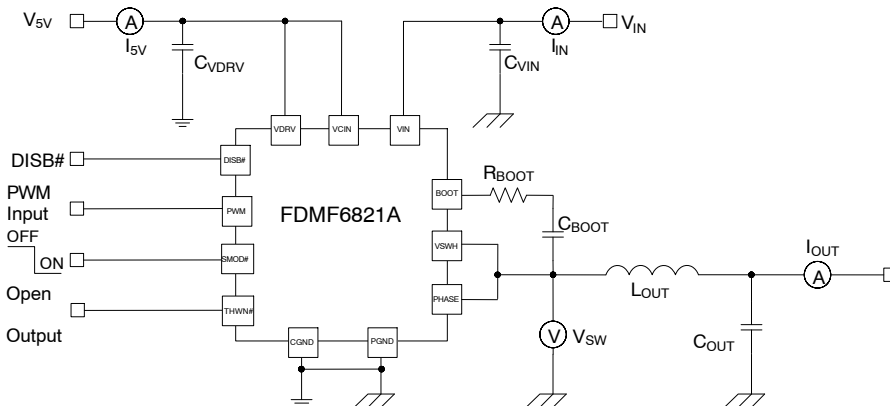 V5V
A
I5V
CVDRV
CVIN
A
IIN
VIN
VDRV
VCIN
VIN
DISB#
DISB#
PWM
Input
PWM
OFF
ON
SMOD#
Open
Output
THWN#
FDMF6821A
BOOT
RBOOT
CBOOT
VSWH
PHASE
CGND
PGND
V
VSW
LOUT
IOUT
A
COUT